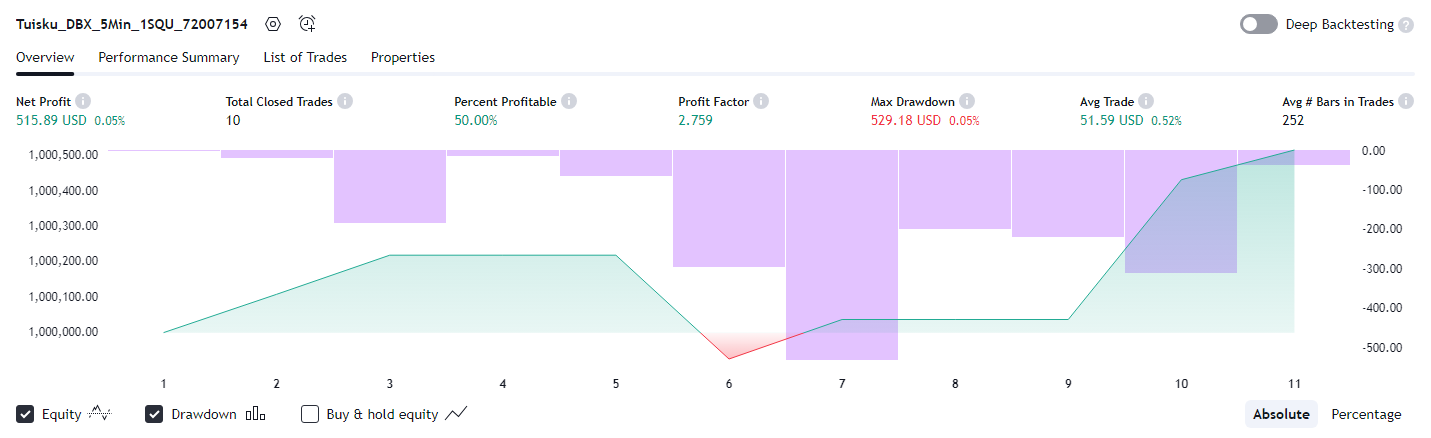 Tuisku_DBX_5Min_1SQU_72007154 Deep Backtesting ?
Overview Performance Summary List of Trades Properties
Net Profit i Total Closed Trades i Percent Profitable i Profit Factor i Max Drawdown i Avg Trade i Avg # Bars in Trades i
515.89 USD 0.05% 10 50.00% 2.759 529.18 USD 0.05% 51.59 USD 0.52% 252
1,000,500.00 0.00
1,000,400.00 -100.00
1,000,300.00 -200.00
1,000,200.00 -300.00
1,000,100.00 -400.00
1,000,000.00 -500.00
1 2 3 4 5 6 7 8 9 10 11
Equity Drawdown Buy & hold equity Absolute Percentage